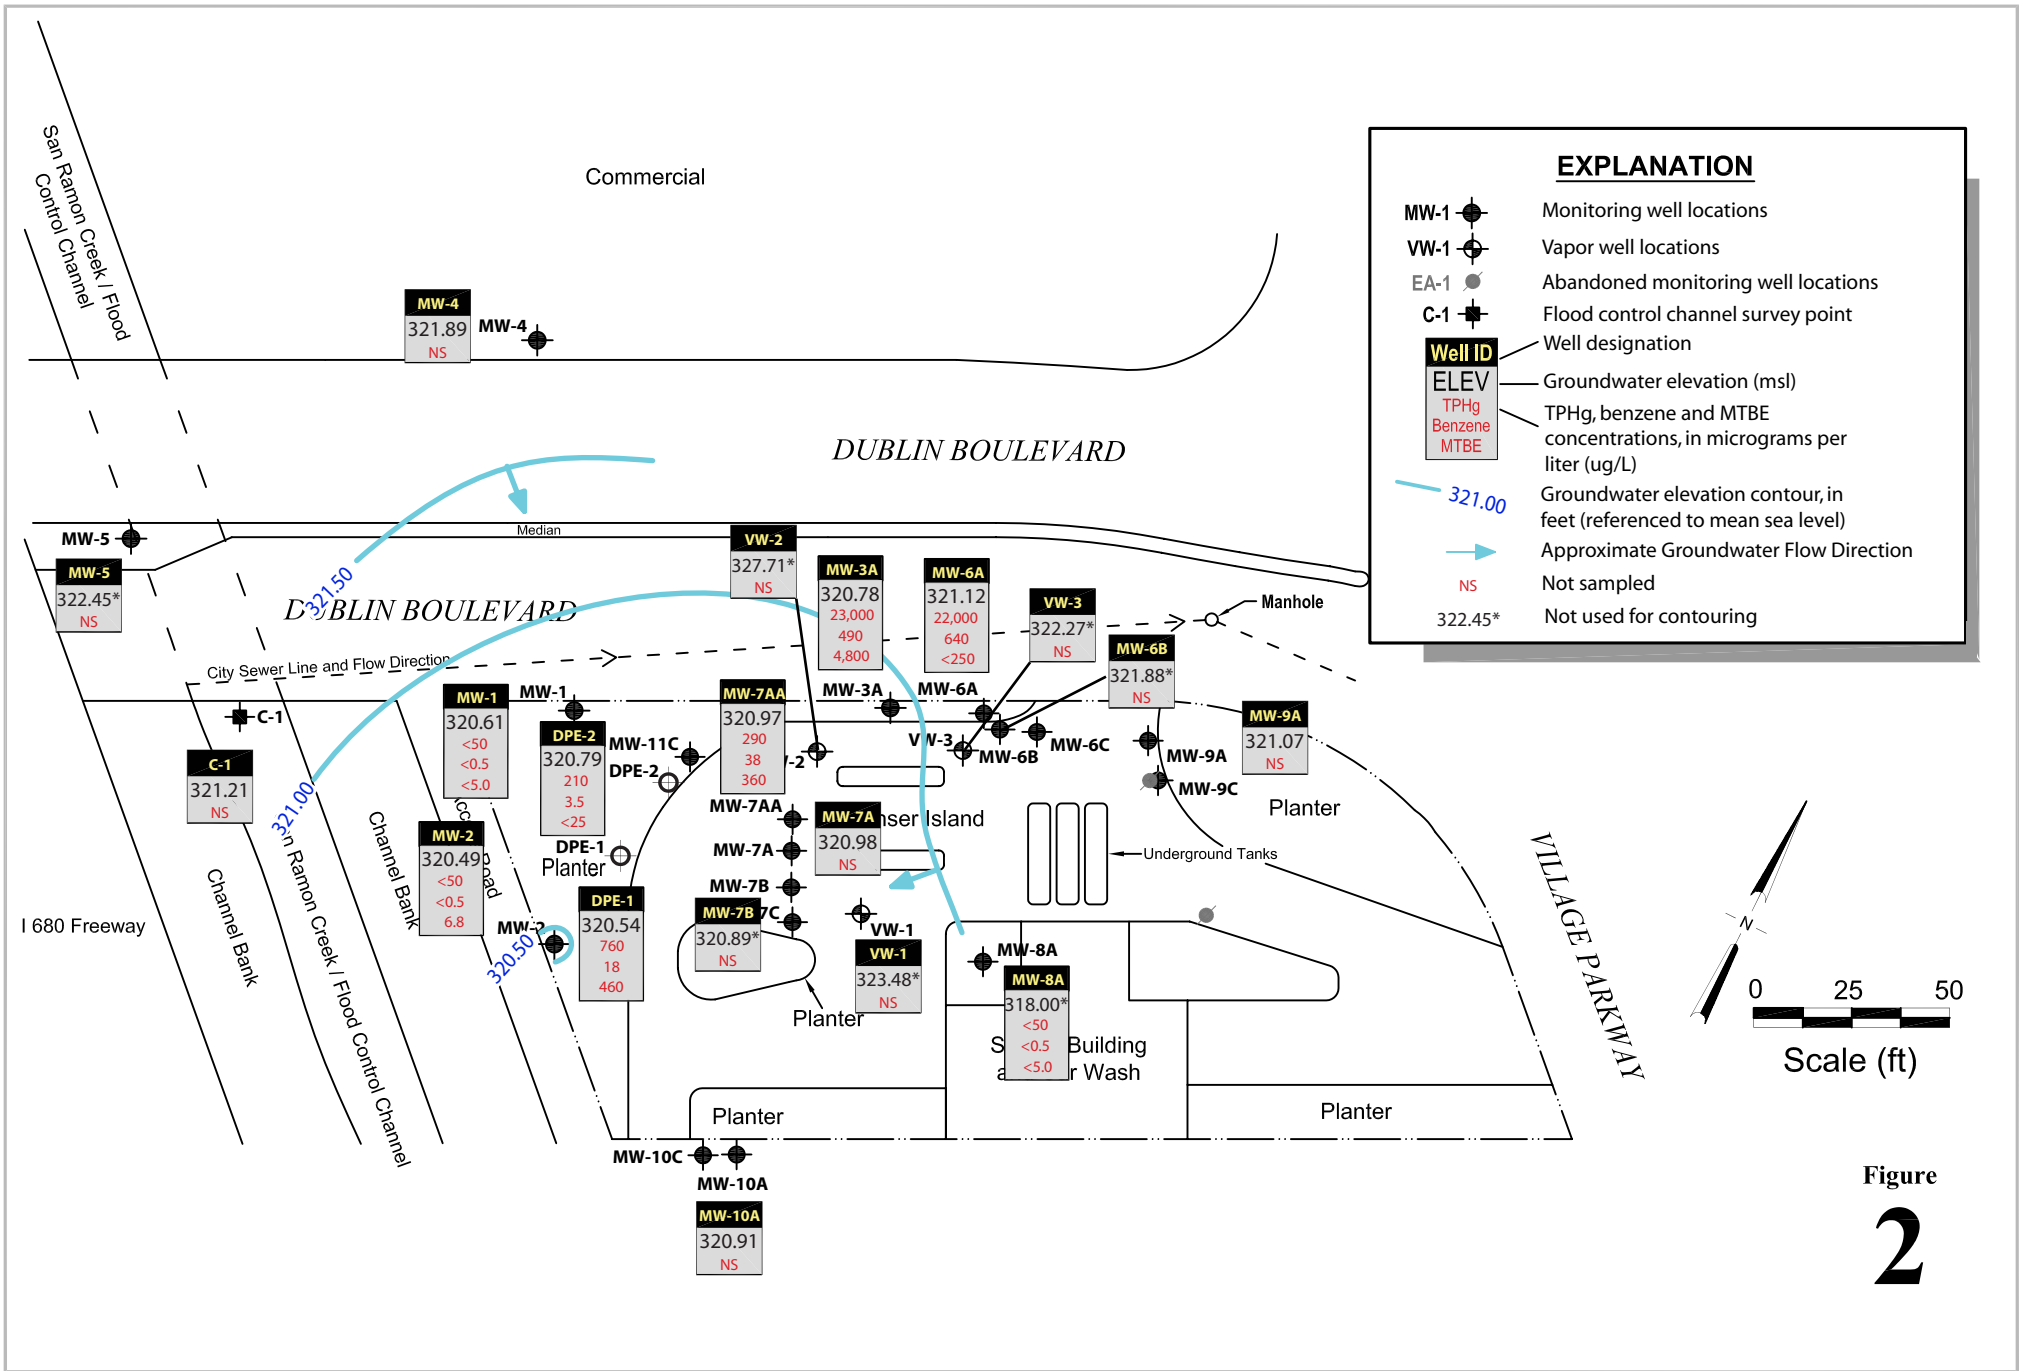 San Ramon Creek / Flood
Control Channel
Commercial
MW-4
321.89
NS
MW-4
EXPLANATION
MW-1
Monitoring well locations
VW-1
Vapor well locations
EA-1
Abandoned monitoring well locations
C-1
Flood control channel survey point
Well ID
ELEV
TPHg
Benzene
MTBE
Well designation
Groundwater elevation (msl)
TPHg, benzene and MTBE
concentrations, in micrograms per
liter (ug/L)
321.00
Groundwater elevation contour, in
feet (referenced to mean sea level)
Approximate Groundwater Flow Direction
NS
Not sampled
322.45*
Not used for contouring
DUBLIN BOULEVARD
Median
MW-5
MW-5
322.45*
NS
321.50
DUBLIN BOULEVARD
VW-2
327.71*
NS
MW-3A
320.78
23,000
490
4,800
MW-6A
321.12
22,000
640
<250
VW-3
322.27*
NS
MW-6B
321.88*
NS
Manhole
City Sewer Line and Flow Direction
C-1
C-1
321.21
NS
321.00
MW-1
320.61
<50
<0.5
<5.0
MW-1
DPE-2
320.79
210
3.5
<25
MW-11C
DPE-2
MW-7AA
320.97
290
38
360
-2
MW-3A
MW-6A
VW-3
MW-6B
MW-6C
MW-9A
MW-9C
MW-9A
321.07
NS
Planter
MW-2
320.49
<50
<0.5
6.8
Road
MW-2
320.50
DPE-1
Planter
DPE-1
320.54
760
18
460
MW-7AA
MW-7A
MW-7B
7C
MW-7A
320.98
NS
nser Island
MW-7B
320.89*
NS
VW-1
VW-1
323.48*
NS
Planter
Underground Tanks
MW-8A
MW-8A
318.00*
<50
<0.5
<5.0
S Building
a r Wash
I 680 Freeway
Channel Bank
n Ramon Creek / Flood Control Channel
Channel Bank
VILLAGE PARKWAY
N
0 25 50
Scale (ft)
Planter
Planter
MW-10C
MW-10A
MW-10A
320.91
NS
Figure
2